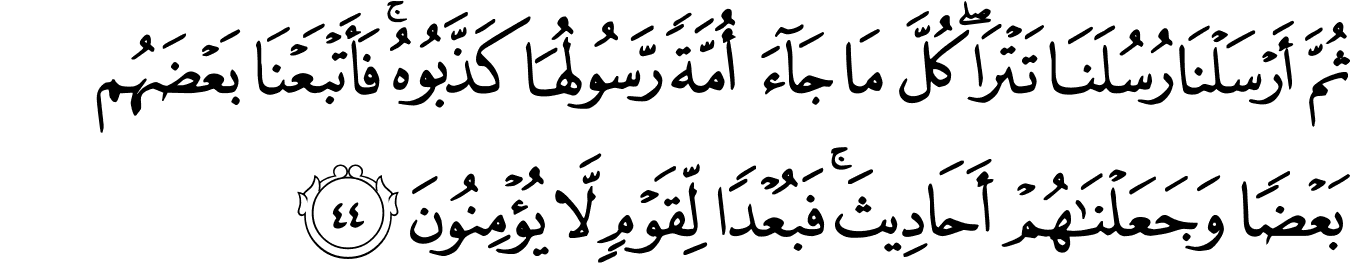 ثُمَّ أَرْسَلْنَا رُسُلَنَا تَتْرَا ۖ كُلَّ مَا جَآءَ أُمَّةً رَّسُولُهَا كَذَّبُوهُ ۚ فَأَتْبَعْنَا بَعْضَهُم
بَعْضًا وَجَعَلْنَٰهُمْ أَحَادِيثَ ۚ فَبُعْدًا لِّقَوْمٍ لَّا يُؤْمِنُونَ ٤٤